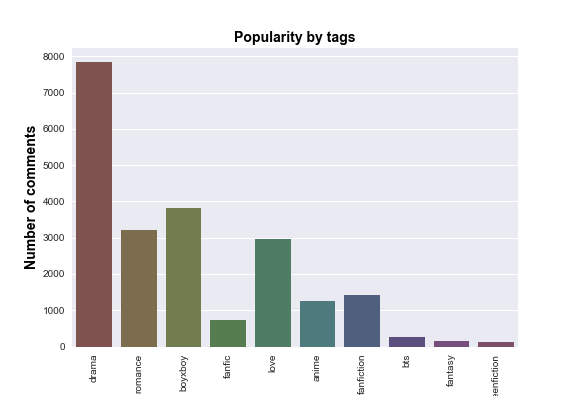 Popularity by tags
Number of comments
8000
7000
6000
5000
4000
3000
2000
1000
0
drama
romance
boyxboy
fanfic
love
anime
fanfiction
bts
fantasy
eenfiction